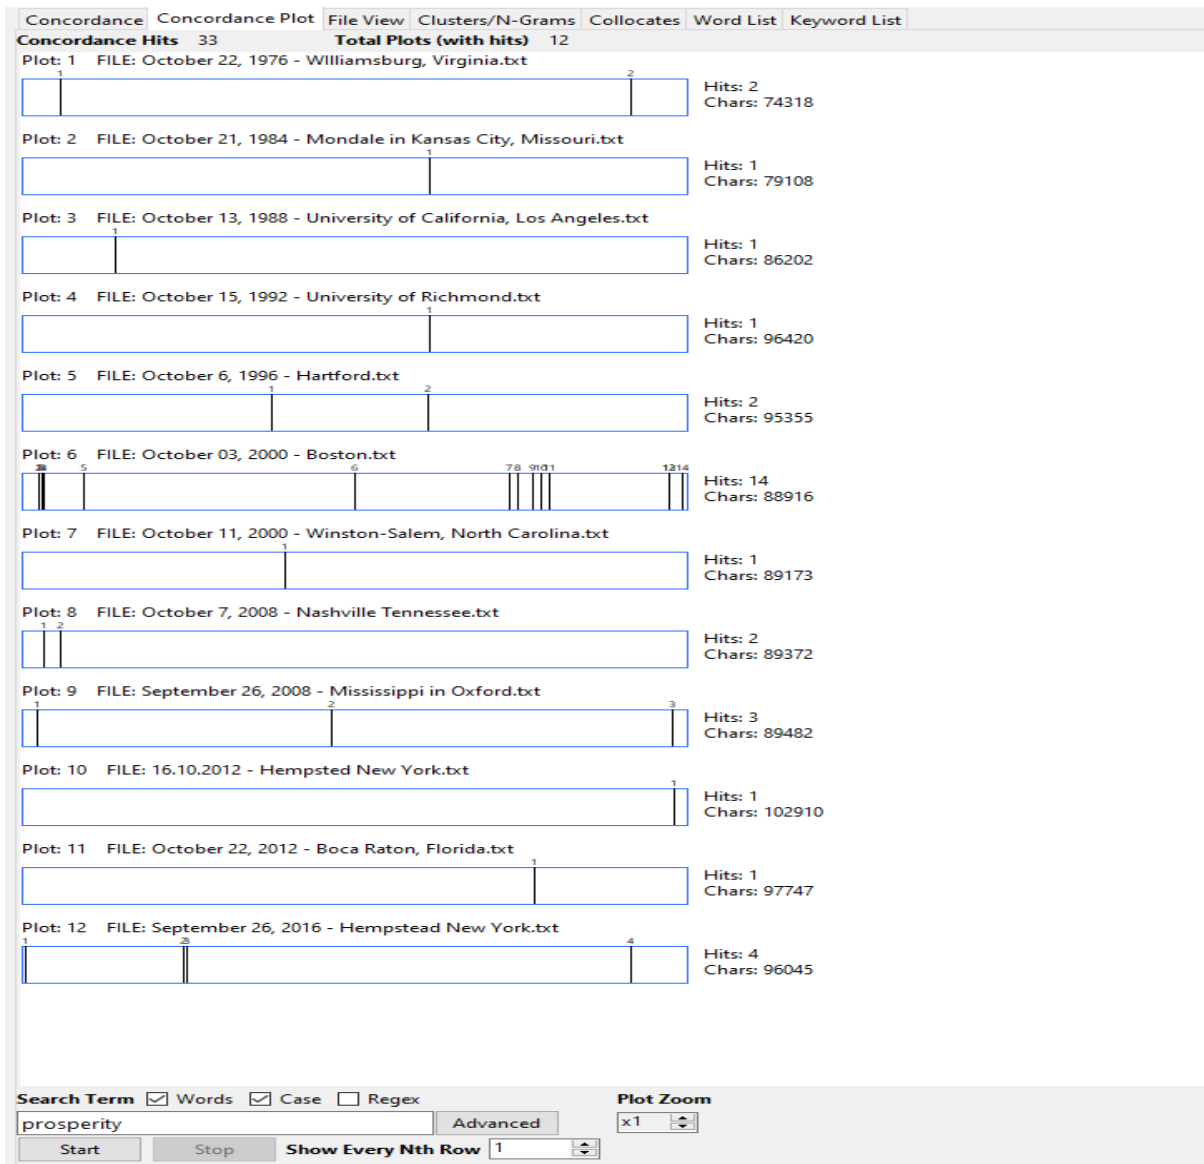 Concordance Concordance Plot File View Clusters/N-Grams Collocates Word List Keyword List
Concordance Hits 33 Total Plots (with hits) 12
Plot: 1 FILE: October 22, 1976 - WIlliamsburg, Virginia.txt
1 2
Hits: 2
Chars: 74318
Plot: 2 FILE: October 21, 1984 - Mondale in Kansas City, Missouri.txt
1
Hits: 1
Chars: 79108
Plot: 3 FILE: October 13, 1988 - University of California, Los Angeles.txt
1
Hits: 1
Chars: 86202
Plot: 4 FILE: October 15, 1992 - University of Richmond.txt
1
Hits: 1
Chars: 96420
Plot: 5 FILE: October 6, 1996 - Hartford.txt
1 2
Hits: 2
Chars: 95355
Plot: 6 FILE: October 03, 2000 - Boston.txt
5 6 7 8 9 10 11 14
Hits: 14
Chars: 88916
Plot: 7 FILE: October 11, 2000 - Winston-Salem, North Carolina.txt
1
Hits: 1
Chars: 89173
Plot: 8 FILE: October 7, 2008 - Nashville Tennessee.txt
1 2
Hits: 2
Chars: 89372
Plot: 9 FILE: September 26, 2008 - Mississippi in Oxford.txt
1 2 3
Hits: 3
Chars: 89482
Plot: 10 FILE: 16.10.2012 - Hempsted New York.txt
1
Hits: 1
Chars: 102910
Plot: 11 FILE: October 22, 2012 - Boca Raton, Florida.txt
1
Hits: 1
Chars: 97747
Plot: 12 FILE: September 26, 2016 - Hempstead New York.txt
1 2 3 4
Hits: 4
Chars: 96045
Search Term Words Case Regex Plot Zoom
prosperity Advanced x1
Start Stop Show Every Nth Row 1